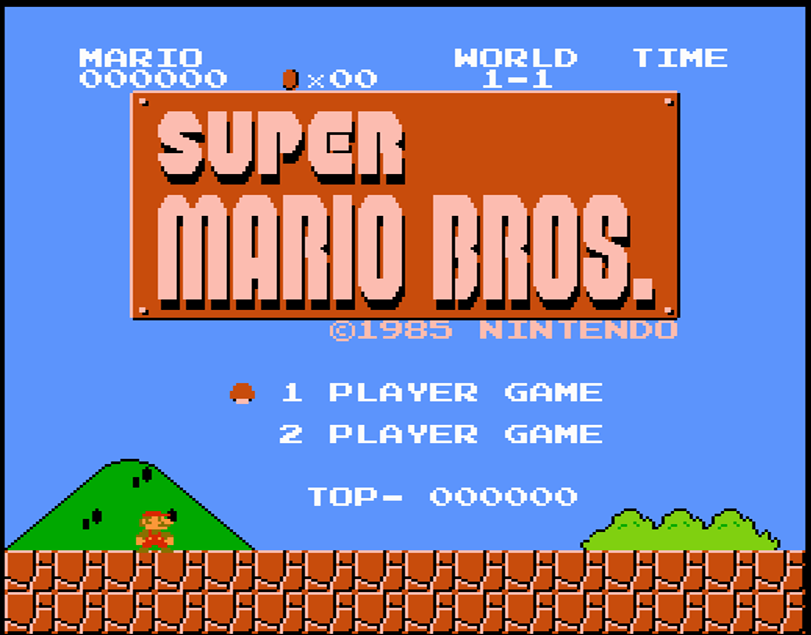 MARIO WORLD TIME
000000 x00 1-1
SUPER
MARIO BROS.
©1985 NINTENDO
1 PLAYER GAME
2 PLAYER GAME
TOP- 000000